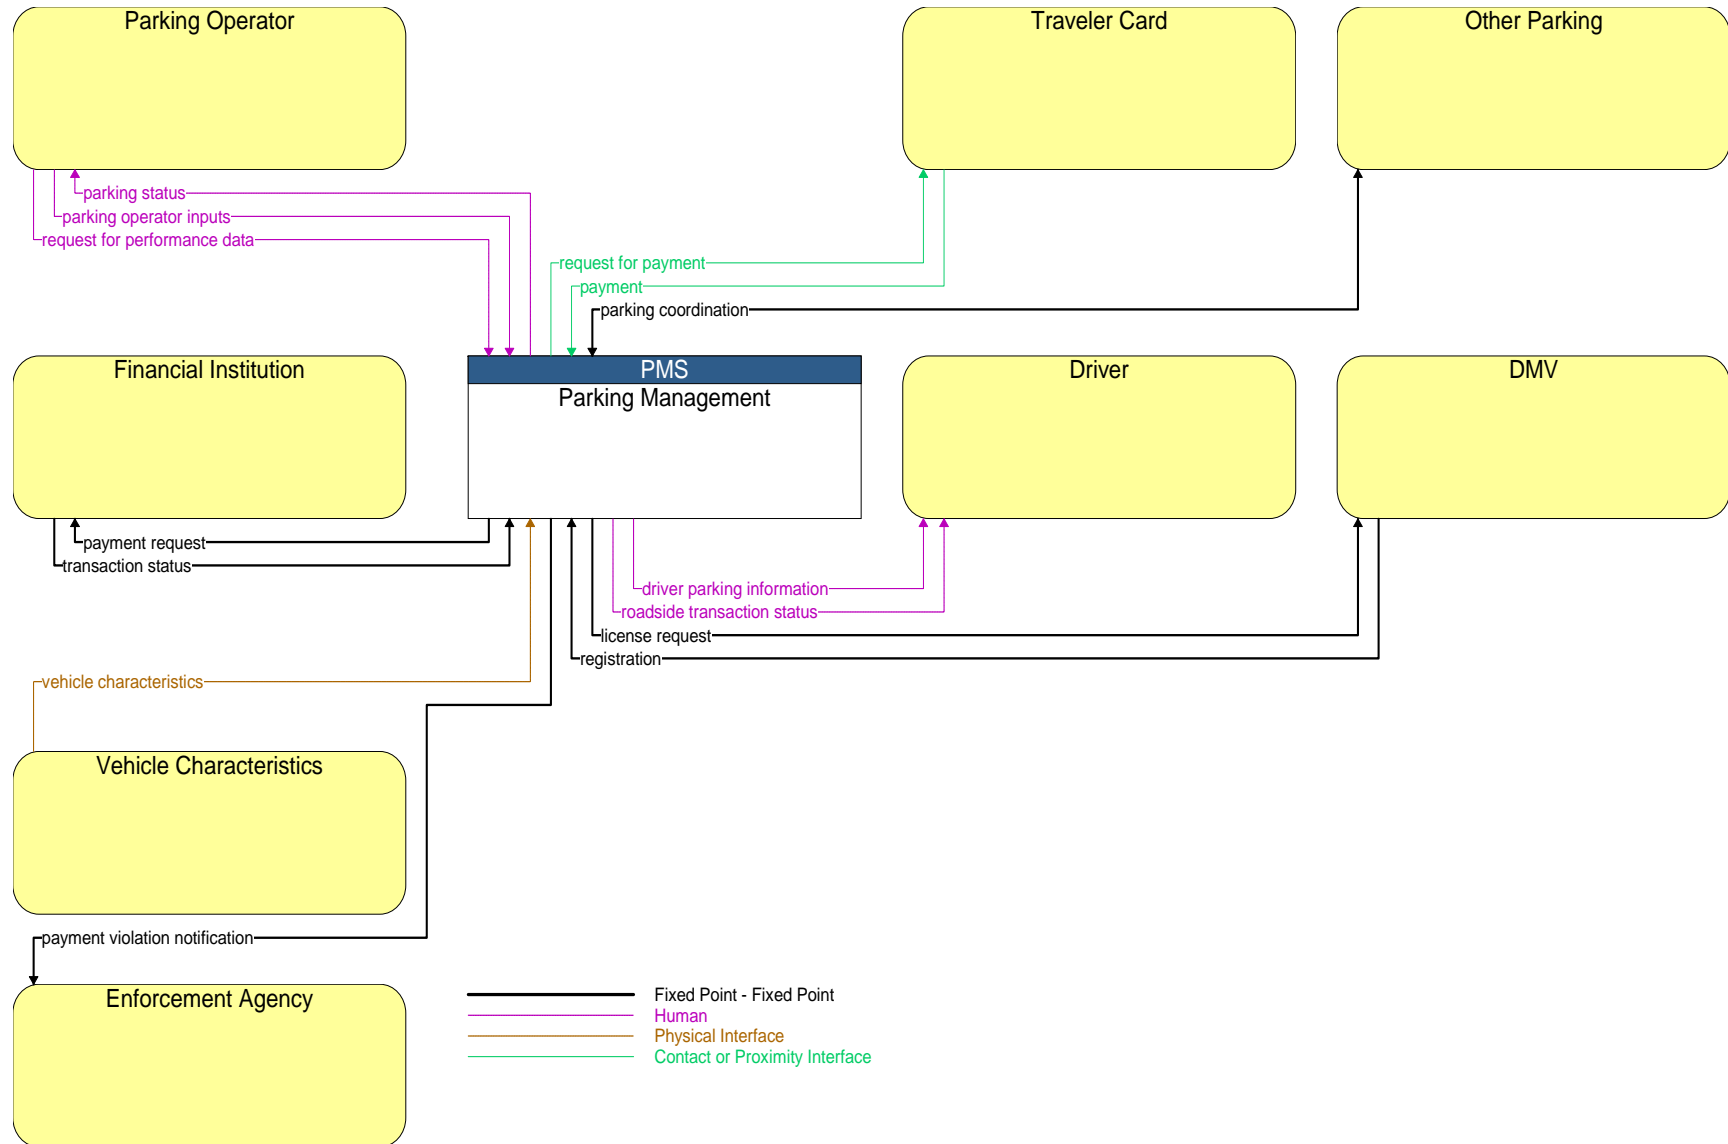 Parking Operator
Traveler Card
Other Parking
parking status
parking operator inputs
request for performance data
request for payment
payment
parking coordination
Financial Institution
PMS
Parking Management
Driver
DMV
payment request
transaction status
driver parking information
roadside transaction status
license request
registration
vehicle characteristics
Vehicle Characteristics
payment violation notification
Enforcement Agency
Fixed Point - Fixed Point
Human
Physical Interface
Contact or Proximity Interface